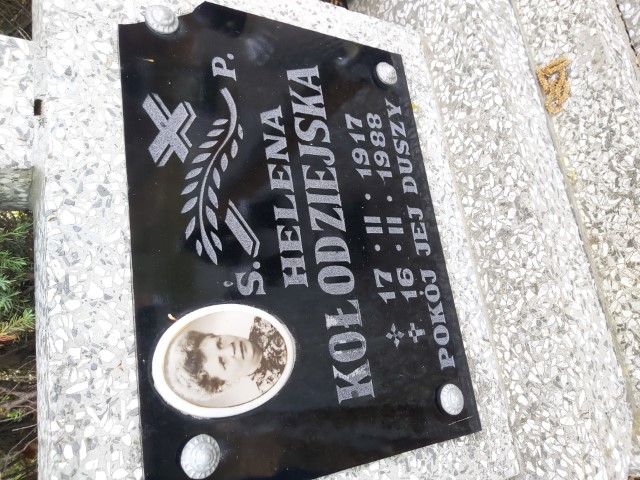 Ś. P.
HELENA
KOŁODZIEJSKA
17 · II · 1917
16 · II · 1988
POKÓJ JEJ DUSZY